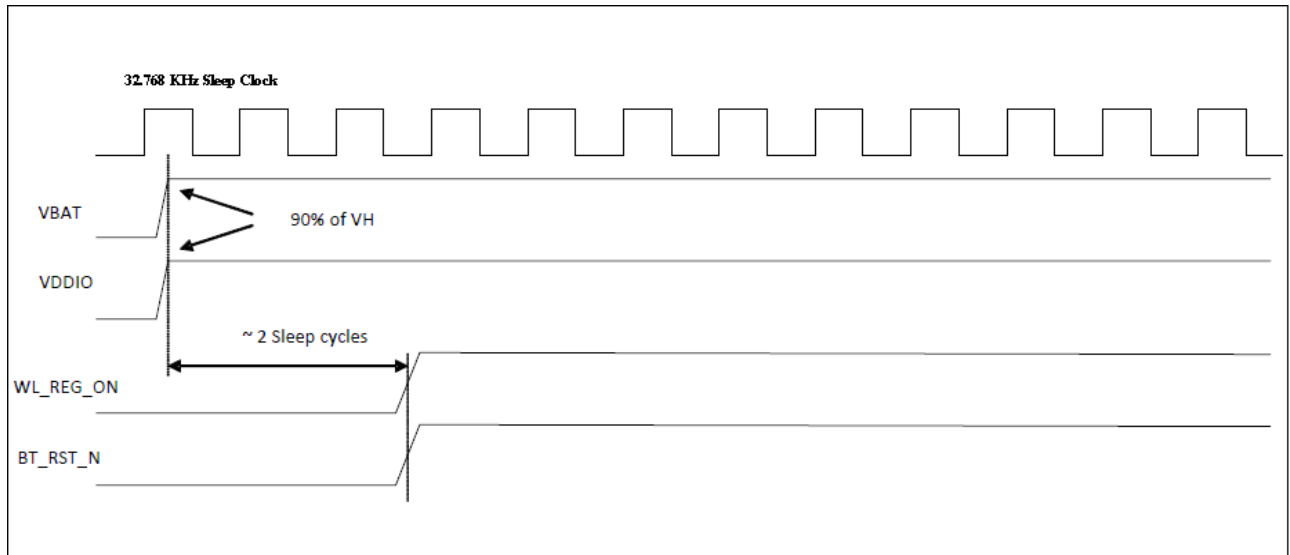 32.768 KHz Sleep Clock
VBAT
90% of VH
VDDIO
~ 2 Sleep cycles
WL_REG_ON
BT_RST_N